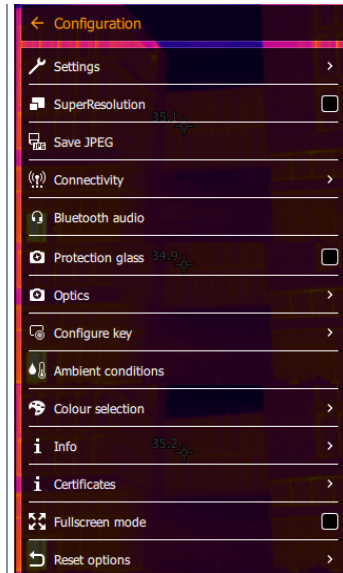 Configuration
Settings
SuperResolution
35.1
Save JPEG
Connectivity
Bluetooth audio
Protection glass 34.9
Optics
Configure key
Ambient conditions
Colour selection
Info 35.2
Certificates
Fullscreen mode
Reset options